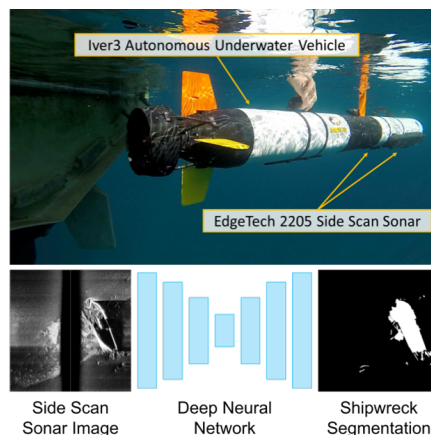 Iver3 Autonomous Underwater Vehicle
EdgeTech 2205 Side Scan Sonar
Side Scan
Sonar Image
Deep Neural
Network
Shipwreck
Segmentation